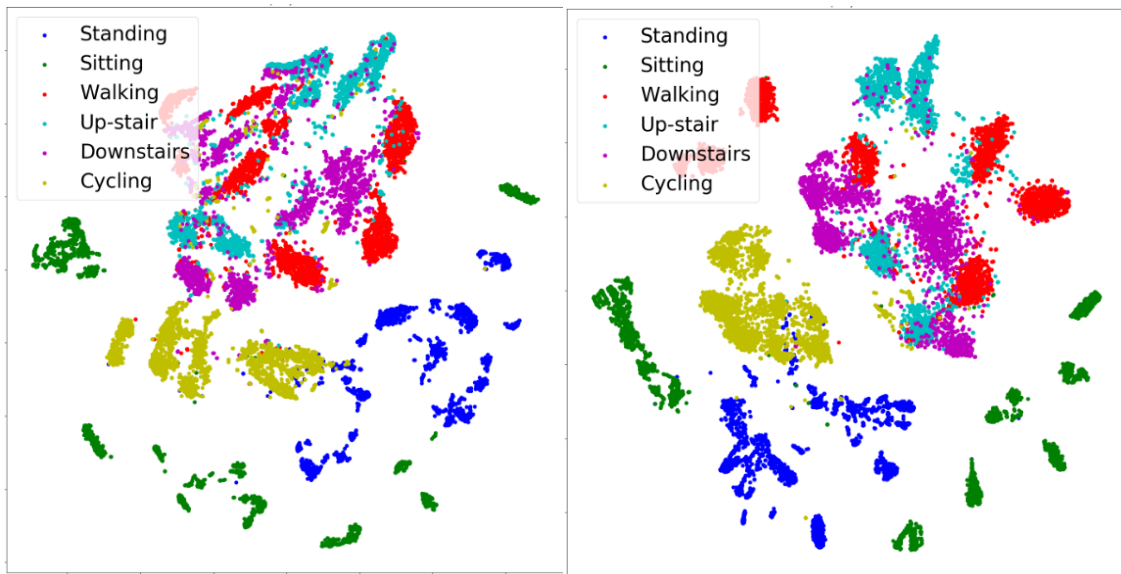 Standing
Sitting
Walking
Up-stair
Downstairs
Cycling
Standing
Sitting
Walking
Up-stair
Downstairs
Cycling